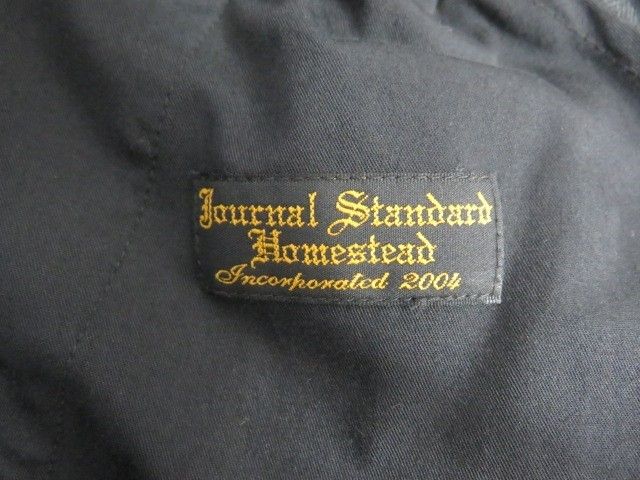 Journal Standard
Homestead
Incorporated 2004